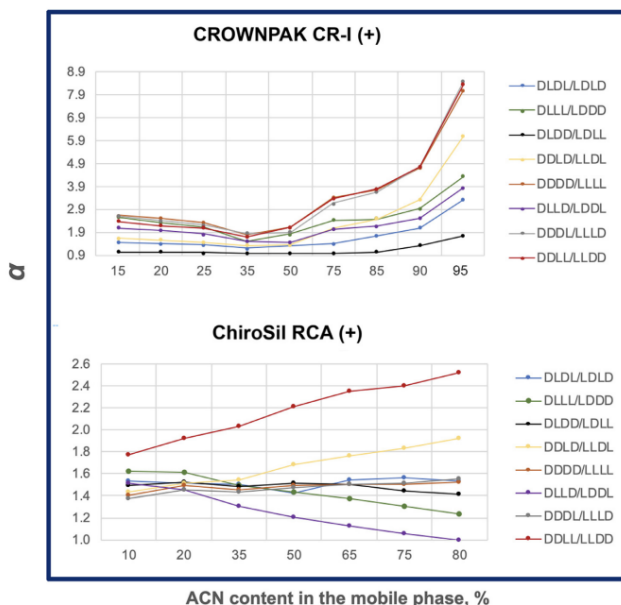 CROWNPAK CR-I (+)
8.9
7.9
6.9
5.9
4.9
3.9
2.9
1.9
0.9
15 20 25 35 50 75 85 90 95
DLDL/LDLD
DLLL/LDDD
DLDD/LDLL
DDLD/LLDL
DDDD/LLLL
DLLD/LDDL
DDDL/LLLD
DDLL/LLDD
α
ChiroSil RCA (+)
2.6
2.4
2.2
2.0
1.8
1.6
1.4
1.2
1.0
10 20 35 50 65 75 80
DLDL/LDLD
DLLL/LDDD
DLDD/LDLL
DDLD/LLDL
DDDD/LLLL
DLLD/LDDL
DDDL/LLLD
DDLL/LLDD
ACN content in the mobile phase, %